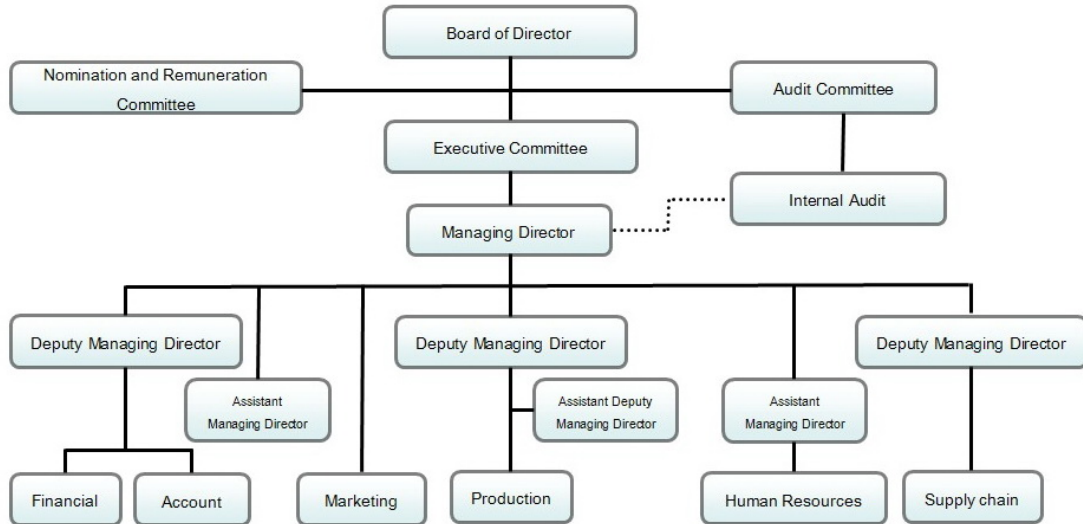 Board of Director
Nomination and Remuneration
Committee
Audit Committee
Executive Committee
Internal Audit
Managing Director
Deputy Managing Director
Deputy Managing Director
Deputy Managing Director
Assistant
Managing Director
Assistant Deputy
Managing Director
Assistant
Managing Director
Financial
Account
Marketing
Production
Human Resources
Supply chain